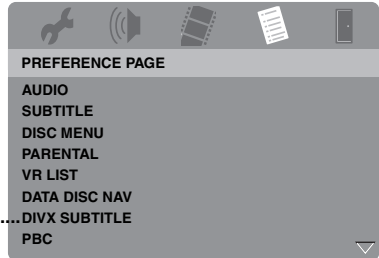 PREFERENCE PAGE
AUDIO
SUBTITLE
DISC MENU
PARENTAL
VR LIST
DATA DISC NAV
....DIVX SUBTITLE
PBC